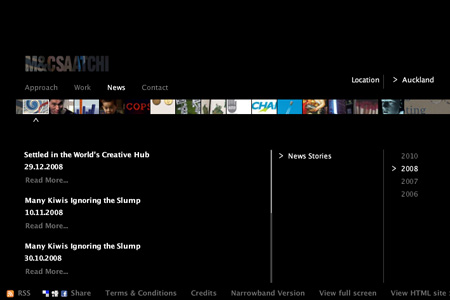 M&CSAATCHI
Location > Auckland
Approach Work News Contact
COPS
CHA
ting
Settled in the World's Creative Hub
29.12.2008
Read More...
> News Stories
2010
> 2008
2007
2006
Many Kiwis Ignoring the Slump
10.11.2008
Read More...
Many Kiwis Ignoring the Slump
30.10.2008
Read More...
RSS Share Terms & Conditions Credits Narrowband Version View full screen View HTML site